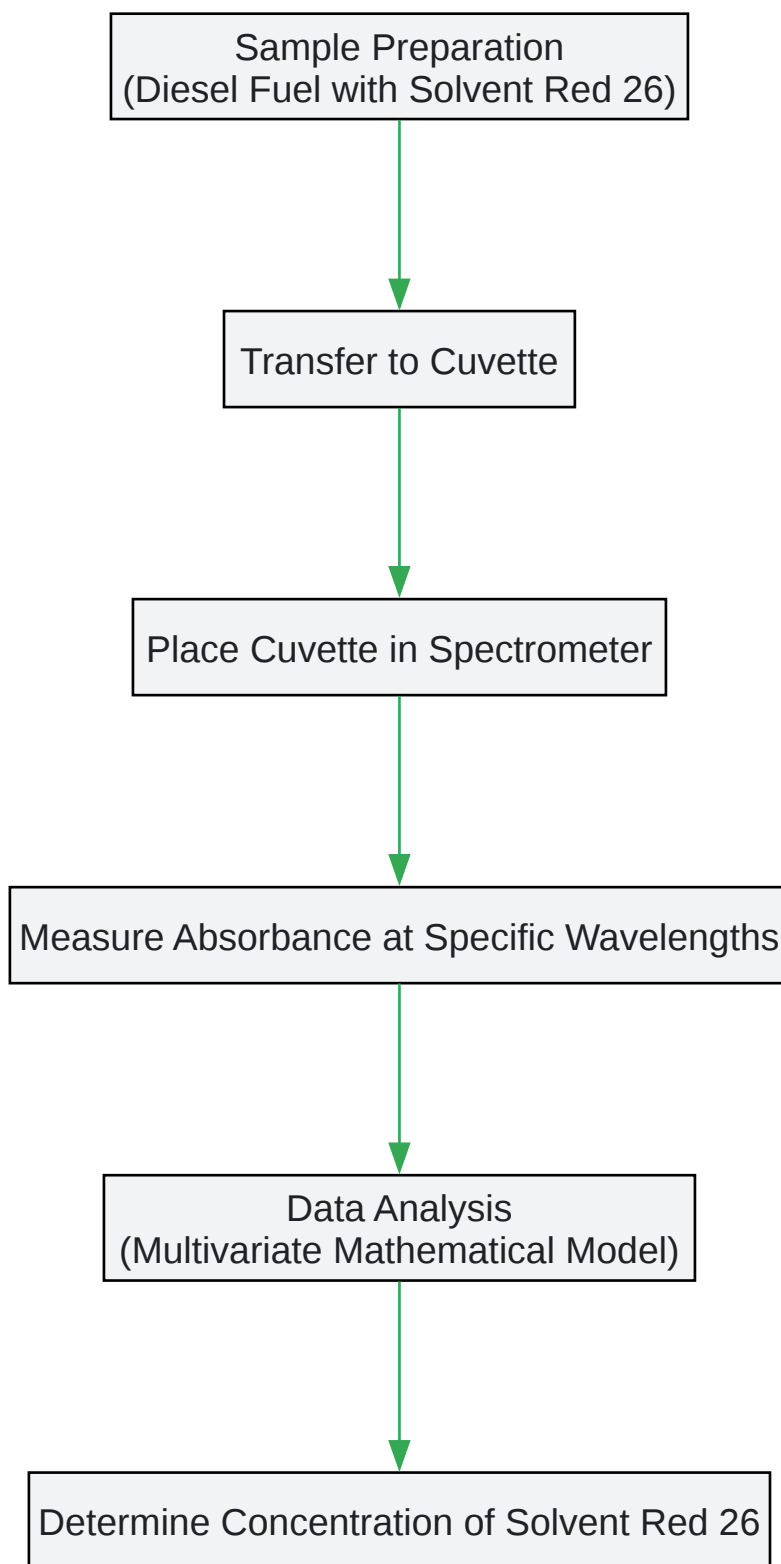 Sample Preparation
(Diesel Fuel with Solvent Red 26)
Transfer to Cuvette
Place Cuvette in Spectrometer
Measure Absorbance at Specific Wavelengths
Data Analysis
(Multivariate Mathematical Model)
Determine Concentration of Solvent Red 26